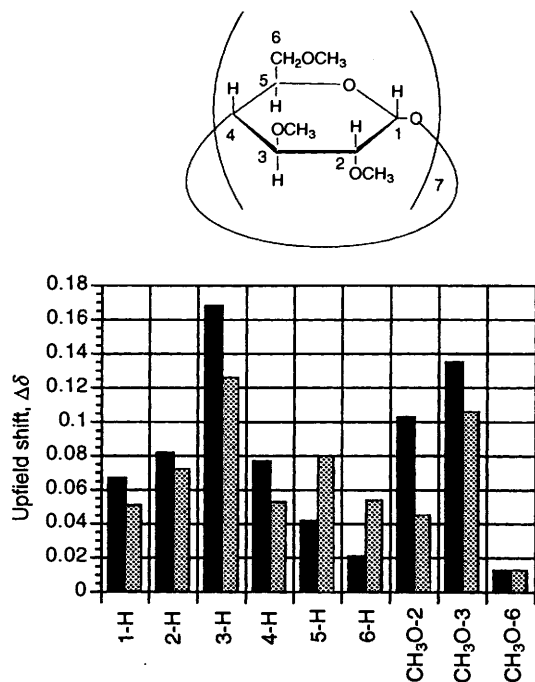 6
CH₂OCH₃
5
O
H
H
H
4
OCH₃
H
1
O
3
2
OCH₃
H
7
Upfield shift, Δδ
0.18
0.16
0.14
0.12
0.1
0.08
0.06
0.04
0.02
0
1-H
2-H
3-H
4-H
5-H
6-H
CH₃O-2
CH₃O-3
CH₃O-6